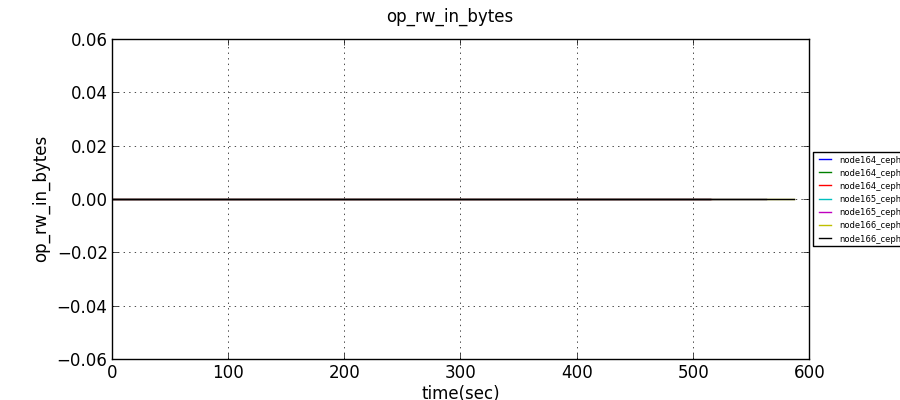 op_rw_in_bytes
0.06
0.04
0.02
0.00
−0.02
−0.04
−0.06
op_rw_in_bytes
0 100 200 300 400 500 600
time(sec)
node164_ceph
node164_ceph
node164_ceph
node165_ceph
node165_ceph
node166_ceph
node166_ceph